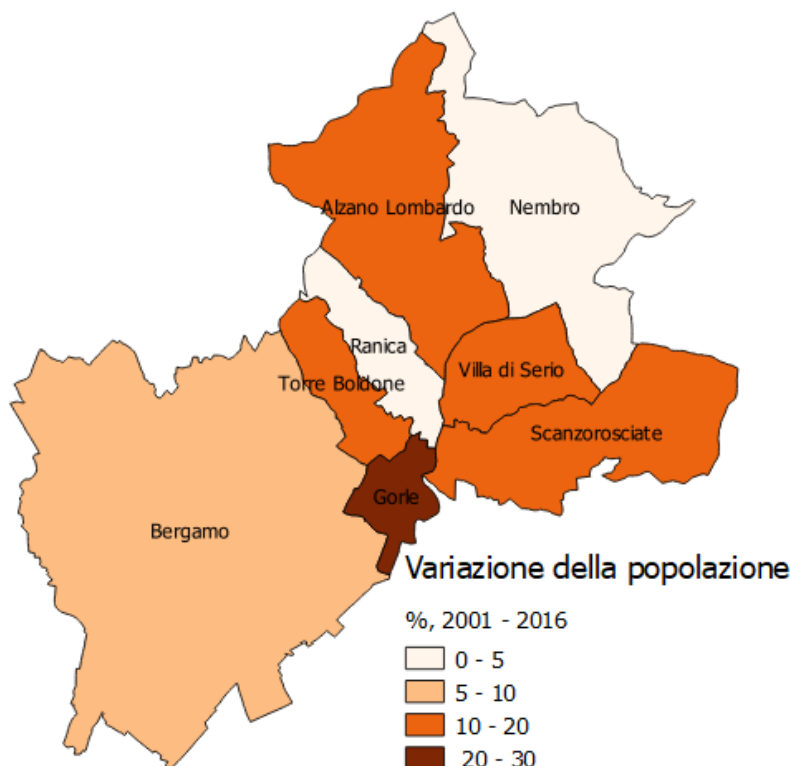 Alzano Lombardo
Nembro
Ranica
Torre Boldone
Villa di Serio
Scanzorosciate
Gorle
Bergamo
Variazione della popolazione
%, 2001 - 2016
0 - 5
5 - 10
10 - 20
20 - 30